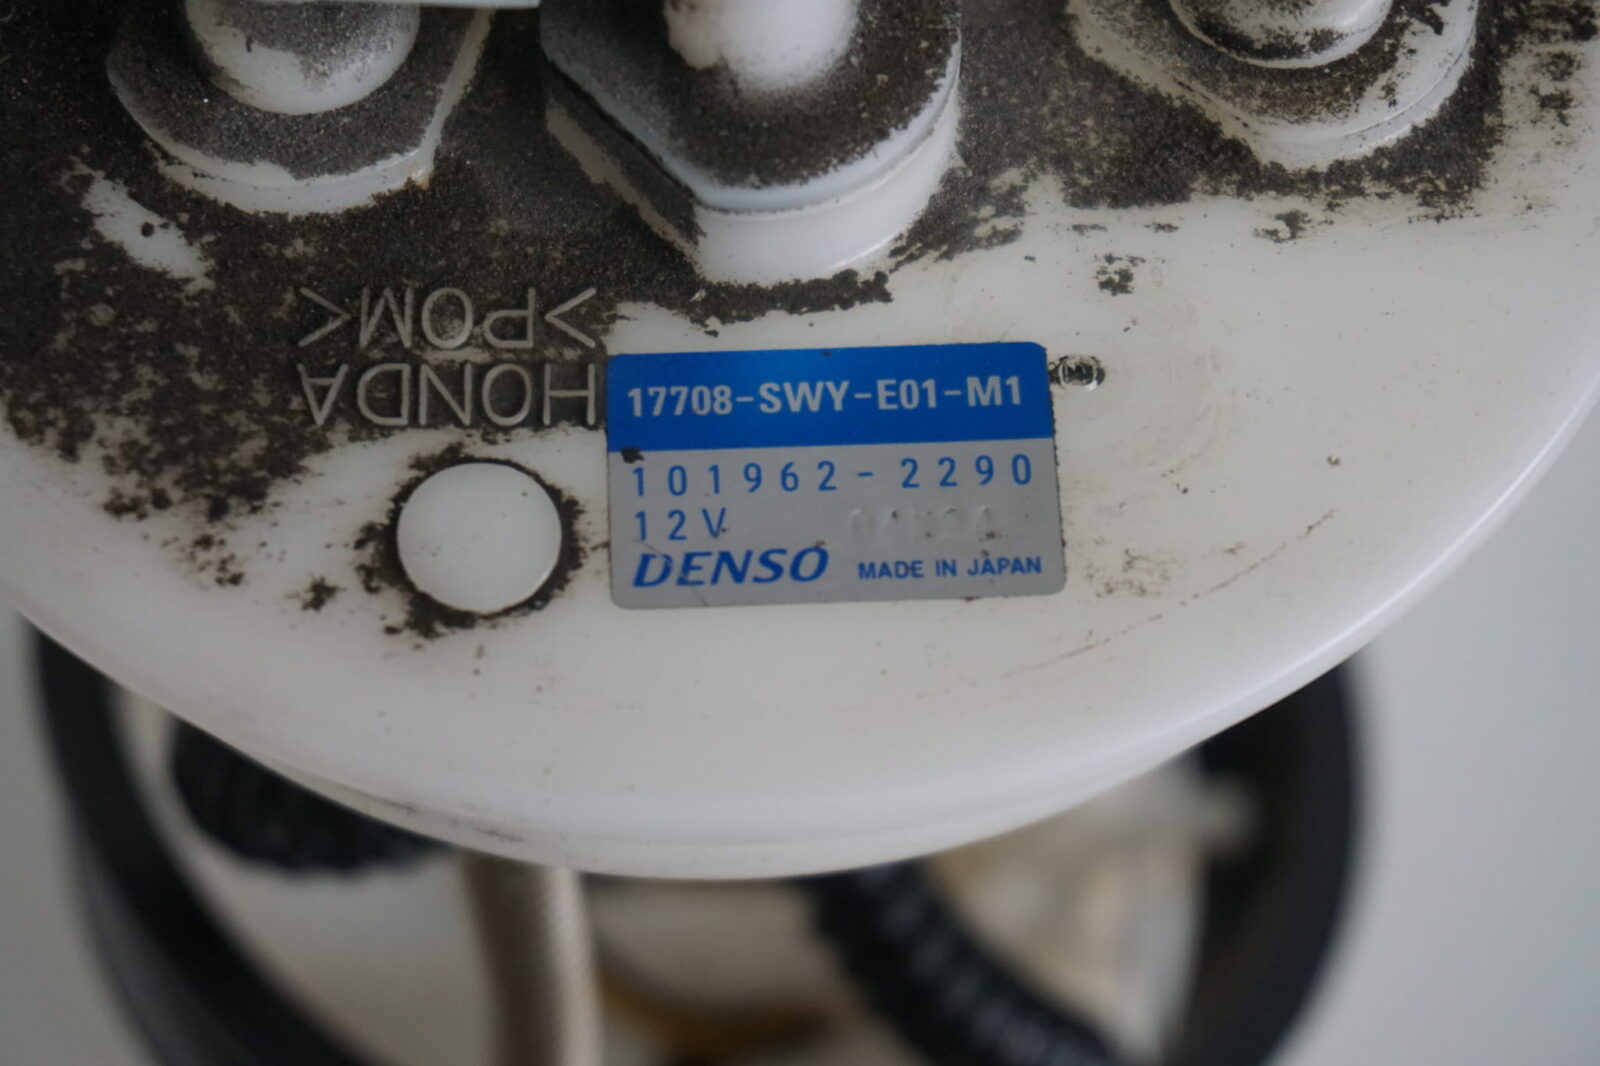 >POM<
HONDA
17708-SWY-E01-M1
101962-2290
12V
DENSO MADE IN JAPAN